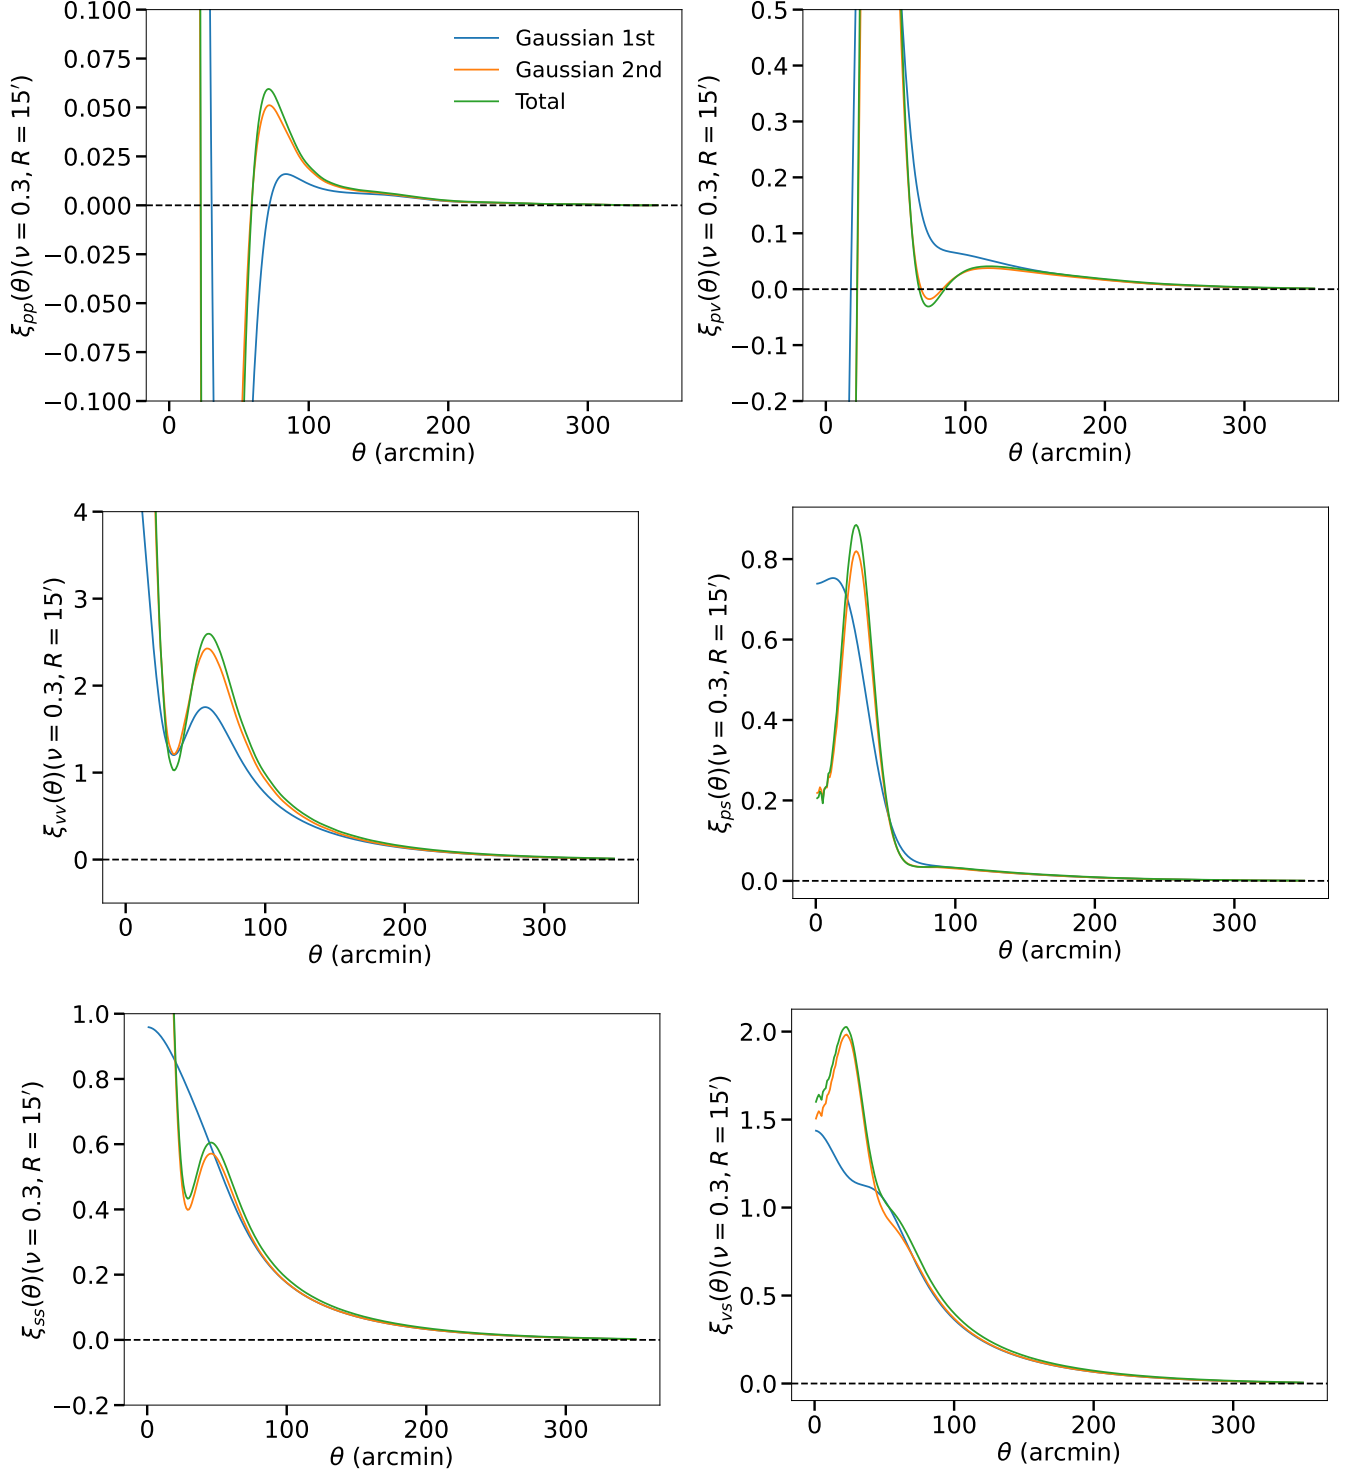 0.100
0.075
0.050
0.025
0.000
−0.025
−0.050
−0.075
−0.100
ξpp(θ)(ν = 0.3, R = 15′)
Gaussian 1st
Gaussian 2nd
Total
0 100 200 300
θ (arcmin)
0.5
0.4
0.3
0.2
0.1
0.0
−0.1
−0.2
ξpv(θ)(ν = 0.3, R = 15′)
0 100 200 300
θ (arcmin)
4
3
2
1
0
ξvv(θ)(ν = 0.3, R = 15′)
0 100 200 300
θ (arcmin)
0.8
0.6
0.4
0.2
0.0
ξps(θ)(ν = 0.3, R = 15′)
0 100 200 300
θ (arcmin)
1.0
0.8
0.6
0.4
0.2
0.0
−0.2
ξss(θ)(ν = 0.3, R = 15′)
0 100 200 300
θ (arcmin)
2.0
1.5
1.0
0.5
0.0
ξvs(θ)(ν = 0.3, R = 15′)
0 100 200 300
θ (arcmin)